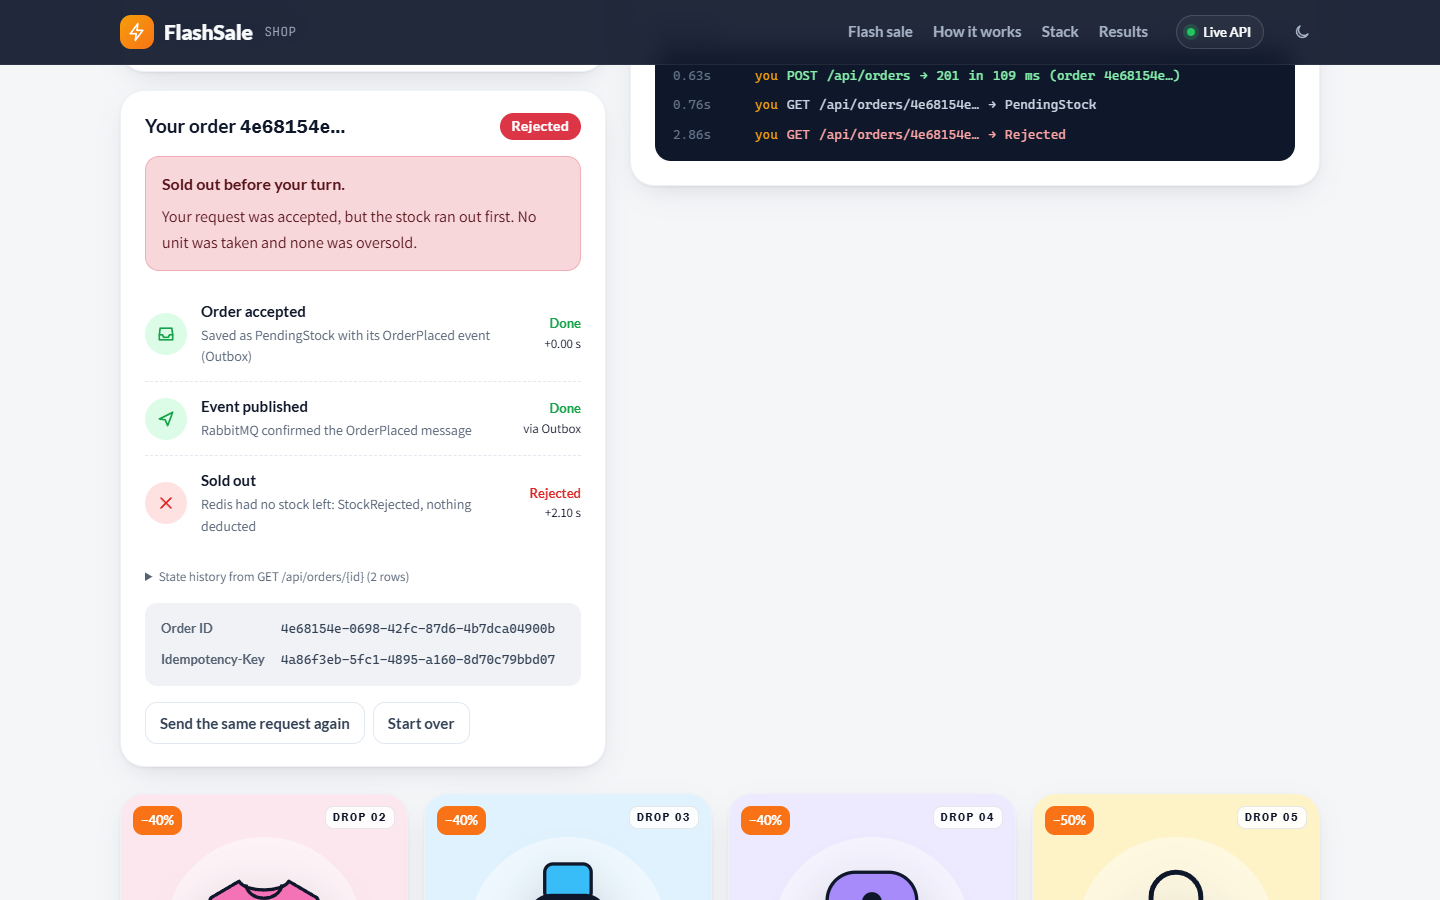 FlashSale SHOP
Flash sale How it works Stack Results Live API
0.63s you POST /api/orders → 201 in 109 ms (order 4e68154e…)
0.76s you GET /api/orders/4e68154e… → PendingStock
2.86s you GET /api/orders/4e68154e… → Rejected
Your order 4e68154e… Rejected
Sold out before your turn.
Your request was accepted, but the stock ran out first. No
unit was taken and none was oversold.
Order accepted
Saved as PendingStock with its OrderPlaced event
(Outbox)
Done
+0.00 s
Event published
RabbitMQ confirmed the OrderPlaced message
Done
via Outbox
Sold out
Redis had no stock left: StockRejected, nothing
deducted
Rejected
+2.10 s
▶ State history from GET /api/orders/{id} (2 rows)
Order ID 4e68154e-0698-42fc-87d6-4b7dca04900b
Idempotency-Key 4a86f3eb-5fc1-4895-a160-8d70c79bbd07
Send the same request again Start over
−40% DROP 02
−40% DROP 03
−40% DROP 04
−50% DROP 05